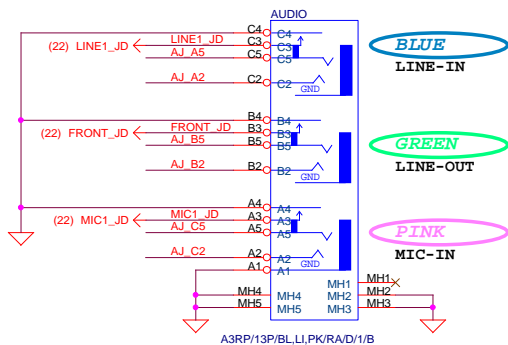 AUDIO
C4 C4
(22) LINE1_JD LINE1_JD C3 C3
AJ_A5 C5 C5
BLUE
LINE-IN
AJ_A2 C2 C2
GND
B4 B4
(22) FRONT_JD FRONT_JD B3 B3
AJ_B5 B5 B5
GREEN
LINE-OUT
AJ_B2 B2 B2
GND
A4 A4
(22) MIC1_JD MIC1_JD A3 A3
AJ_C5 A5 A5
PINK
MIC-IN
AJ_C2 A2 A2
GND
A1 A1
MH1 MH1
MH4 MH4 MH2 MH2
MH5 MH5 MH3 MH3
A3RP/13P/BL,LI,PK/RA/D/1/B